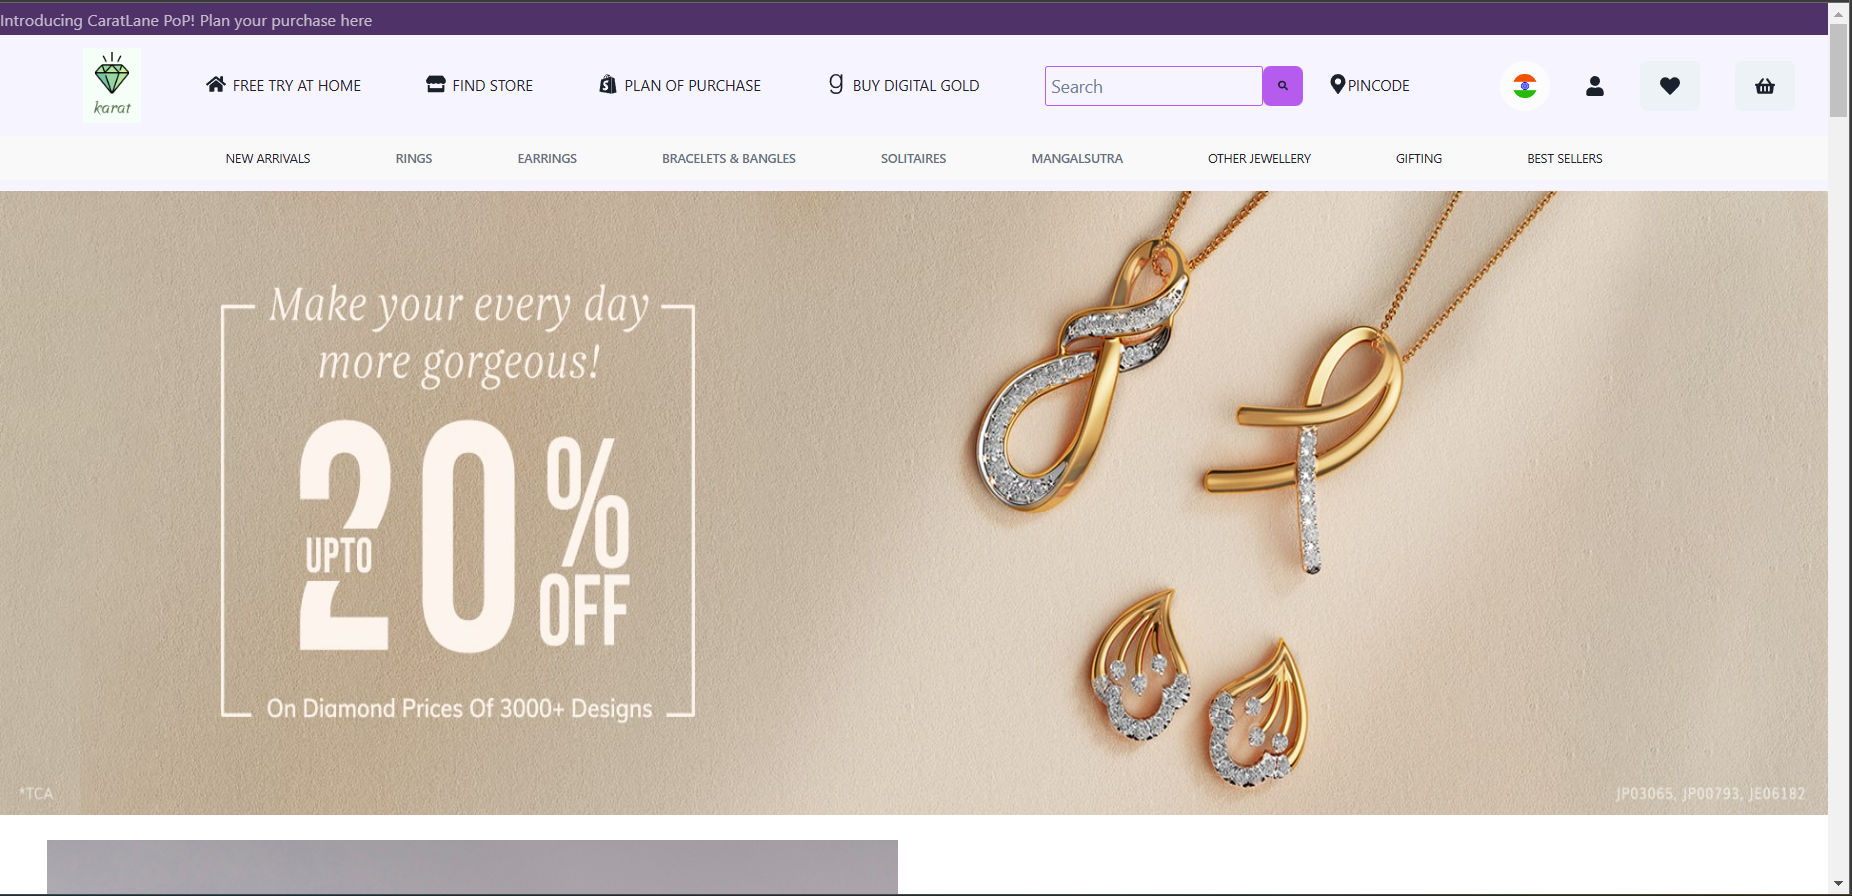 Introducing CaratLane PoP! Plan your purchase here
karat
FREE TRY AT HOME
FIND STORE
PLAN OF PURCHASE
BUY DIGITAL GOLD
Search
PINCODE
NEW ARRIVALS
RINGS
EARRINGS
BRACELETS & BANGLES
SOLITAIRES
MANGALSUTRA
OTHER JEWELLERY
GIFTING
BEST SELLERS
Make your every day
more gorgeous!
UPTO
20%
OFF
On Diamond Prices Of 3000+ Designs
*TCA
JP03065, JP00793, JE06182